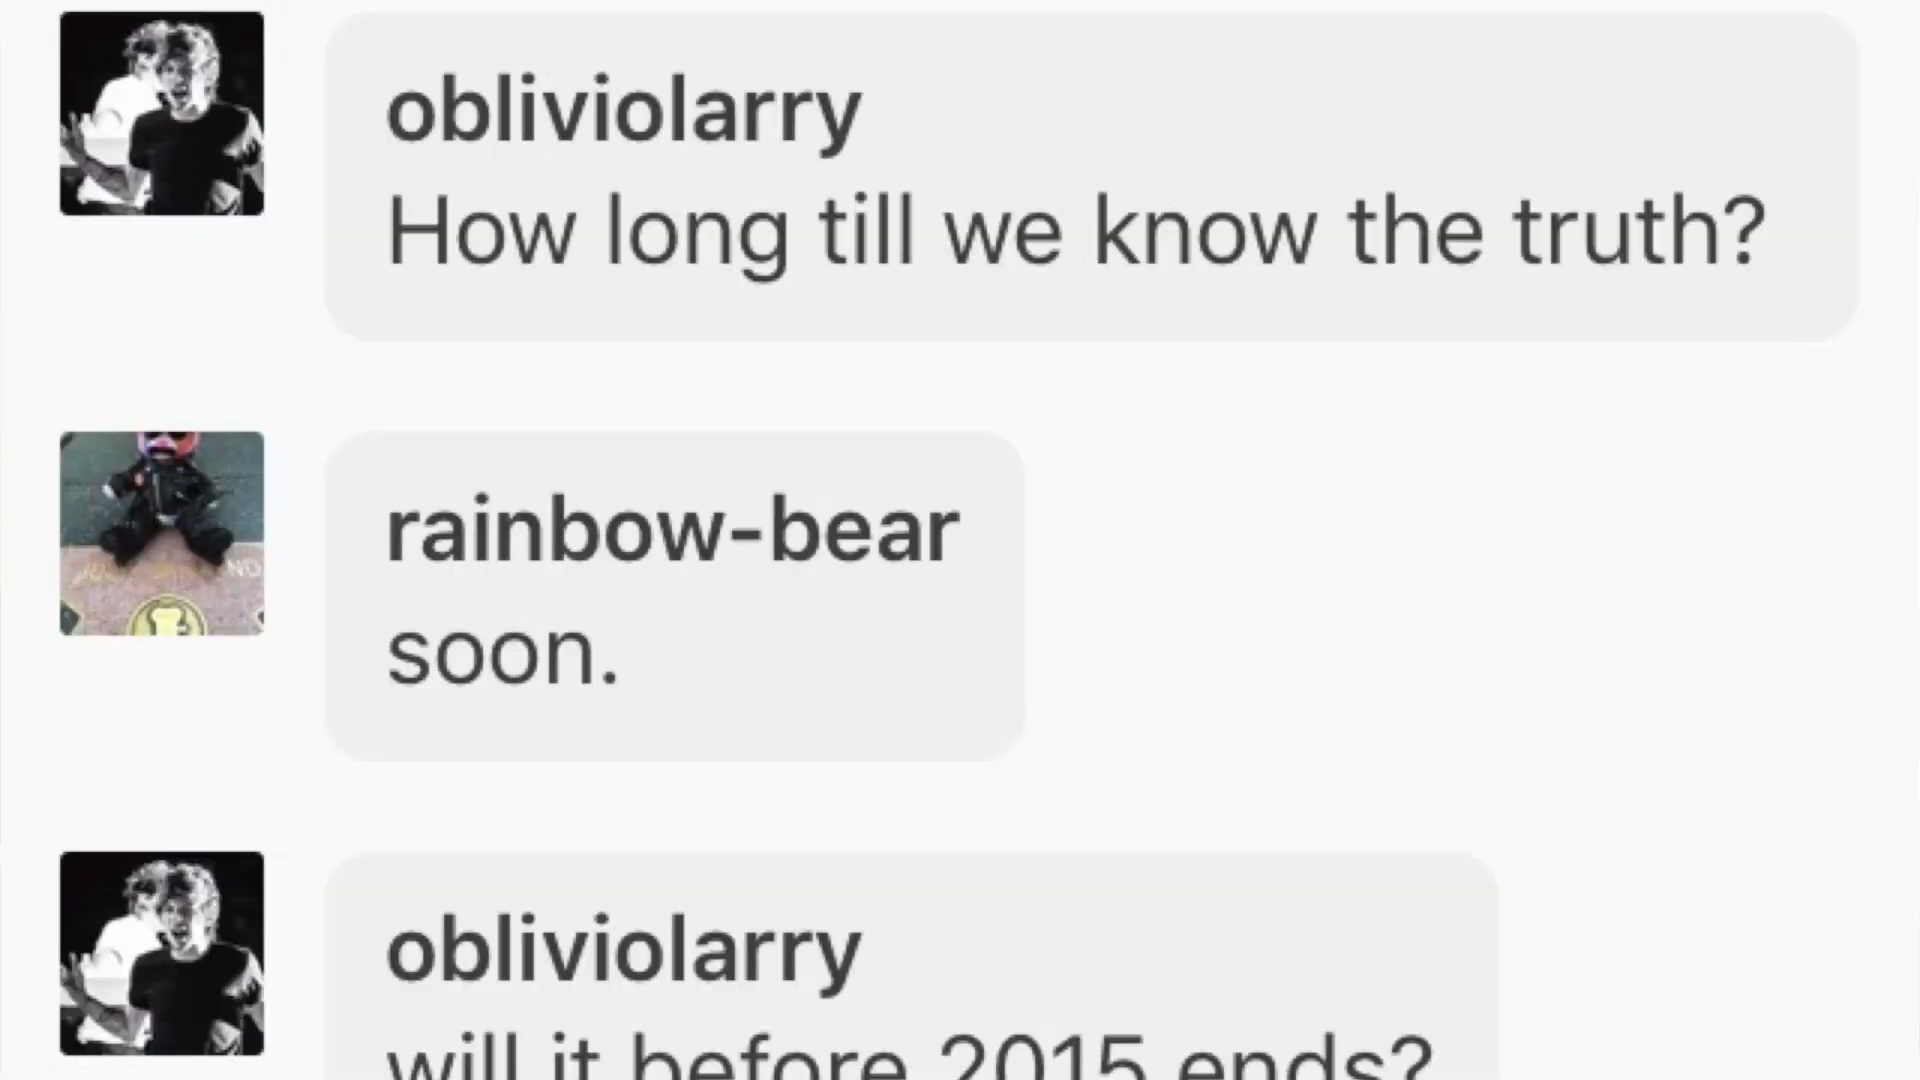 obliviolarry
How long till we know the truth?
rainbow-bear
soon.
obliviolarry
will it before 2015 ends?